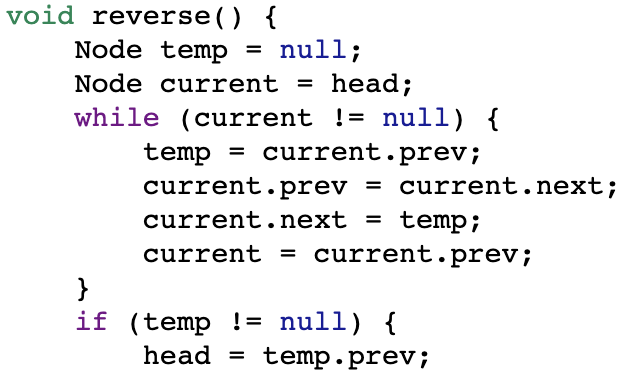 void reverse() {
    Node temp = null;
    Node current = head;
    while (current != null) {
        temp = current.prev;
        current.prev = current.next;
        current.next = temp;
        current = current.prev;
    }
    if (temp != null) {
        head = temp.prev;